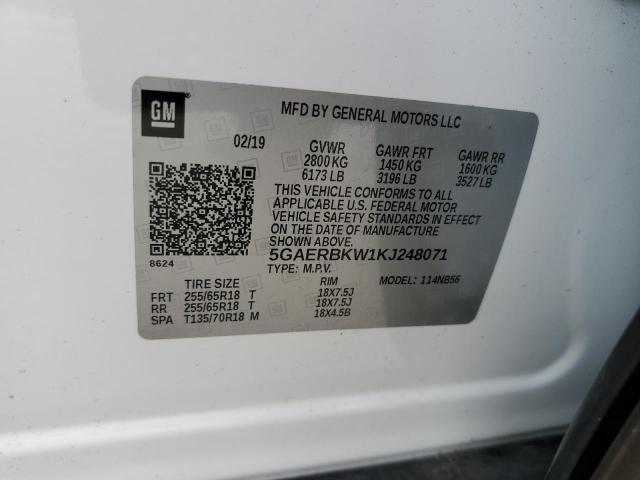 GM
MFD BY GENERAL MOTORS LLC
02/19 GVWR GAWR FRT GAWR RR
2800 KG 1450 KG 1600 KG
6173 LB 3196 LB 3527 LB
THIS VEHICLE CONFORMS TO ALL
APPLICABLE U.S. FEDERAL MOTOR
VEHICLE SAFETY STANDARDS IN EFFECT
ON THE DATE OF MANUFACTURE
SHOWN ABOVE.
8624 5GAERBKW1KJ248071
TYPE: M.P.V. MODEL: 114NB56
TIRE SIZE RIM
FRT 255/65R18 T 18X7.5J
RR 255/65R18 T 18X7.5J
SPA T135/70R18 M 18X4.5B